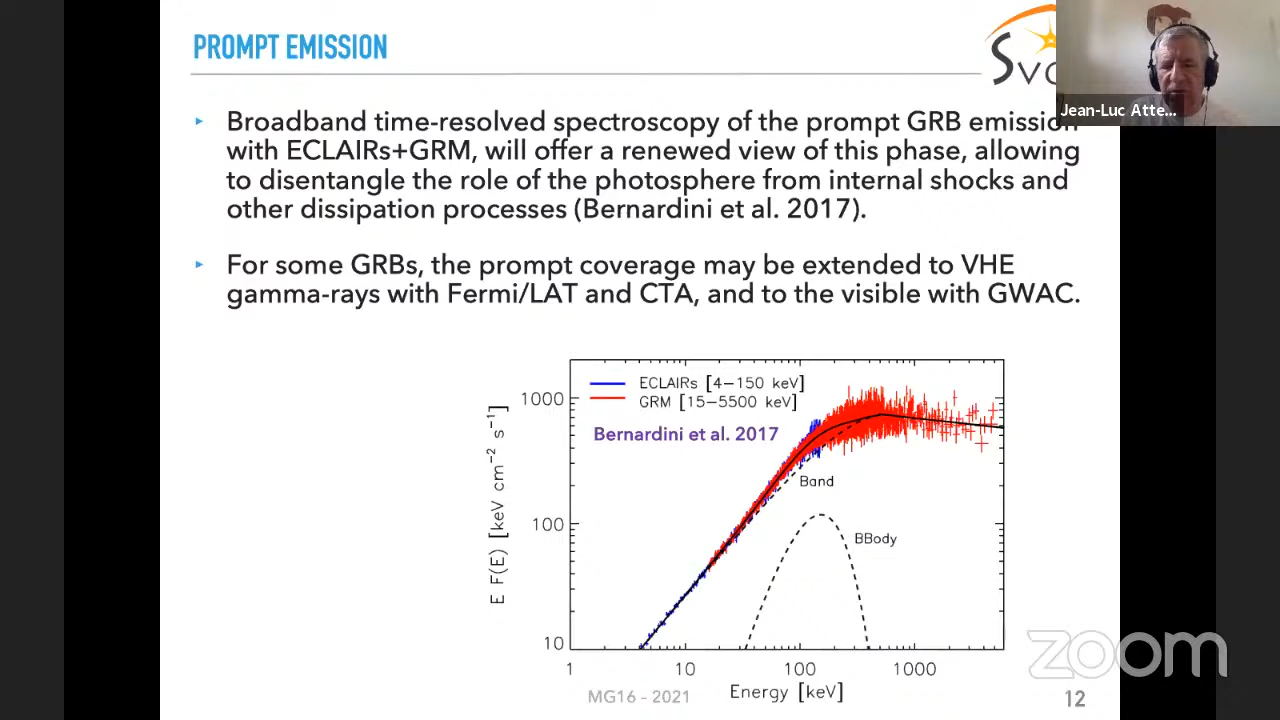 PROMPT EMISSION
Jean-Luc Atte...
▸ Broadband time-resolved spectroscopy of the prompt GRB emission
with ECLAIRs+GRM, will offer a renewed view of this phase, allowing
to disentangle the role of the photosphere from internal shocks and
other dissipation processes (Bernardini et al. 2017).
▸ For some GRBs, the prompt coverage may be extended to VHE
gamma-rays with Fermi/LAT and CTA, and to the visible with GWAC.
ECLAIRs [4–150 keV]
GRM [15–5500 keV]
Bernardini et al. 2017
Band
BBody
E F(E) [keV cm⁻² s⁻¹]
1000
100
10
1 10 100 1000
Energy [keV]
MG16 - 2021
12
zoom